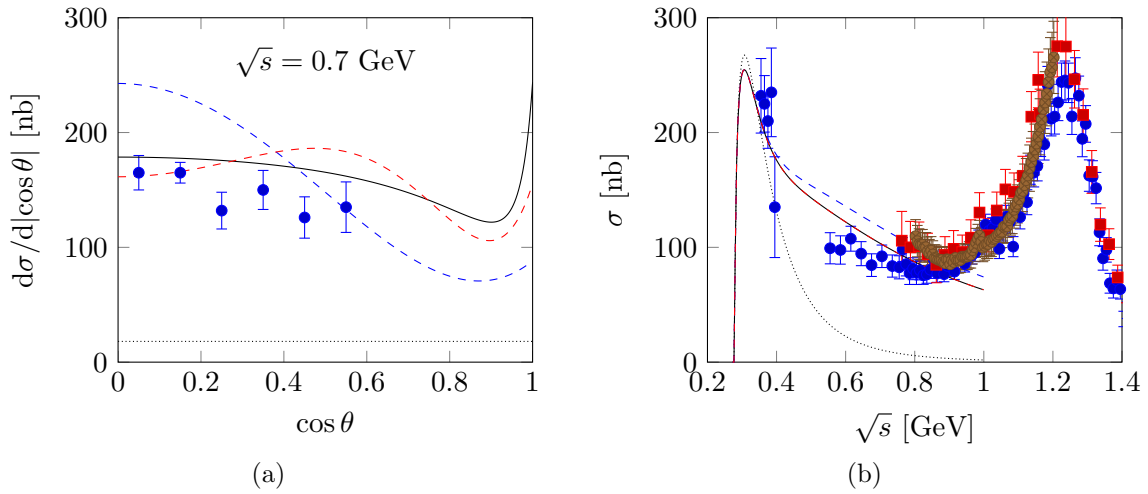 300
200
100
0
dσ/d|cos θ| [nb]
√s = 0.7 GeV
0 0.2 0.4 0.6 0.8 1
cos θ
(a)
300
200
100
0
σ [nb]
0.2 0.4 0.6 0.8 1 1.2 1.4
√s [GeV]
(b)